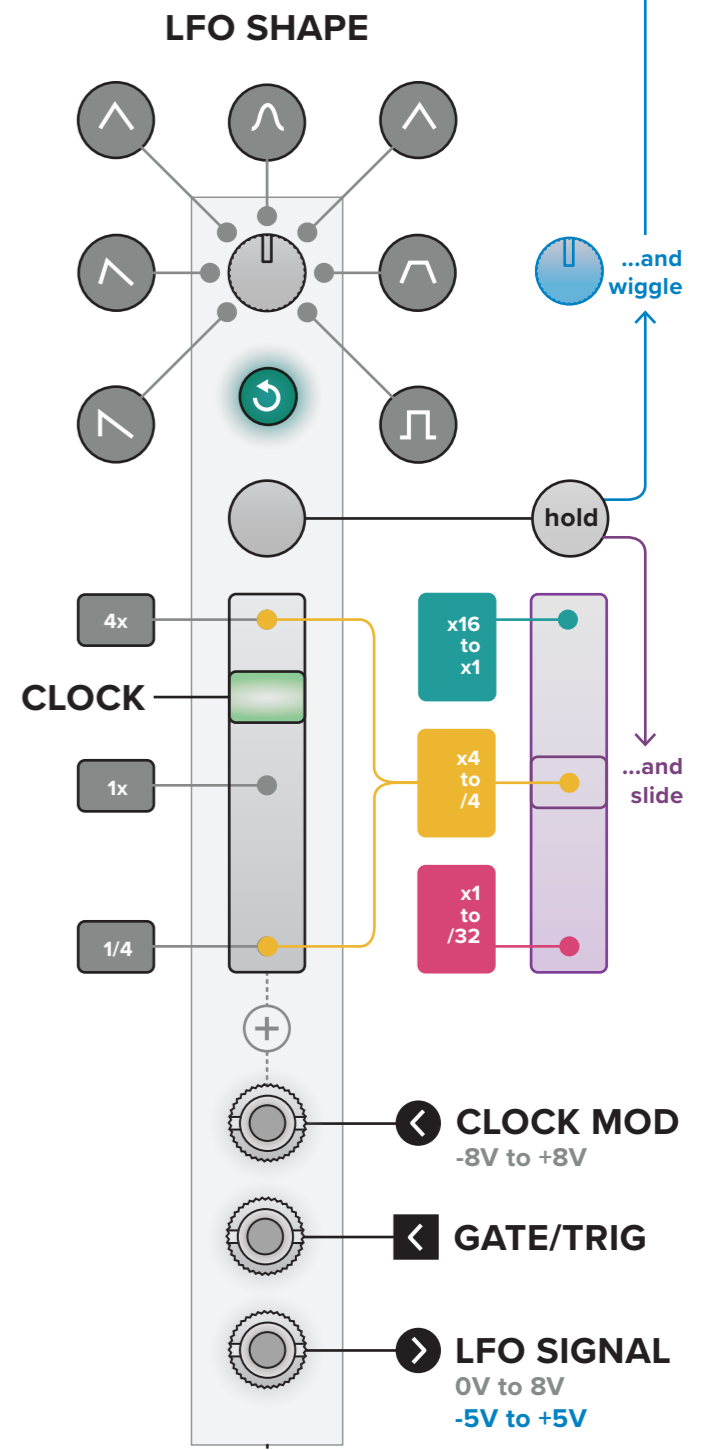 LFO SHAPE
...and
wiggle
hold
4x
x16
to
x1
CLOCK
x4
to
/4
...and
slide
1x
x1
to
/32
1/4
CLOCK MOD
-8V to +8V
GATE/TRIG
LFO SIGNAL
0V to 8V
-5V to +5V